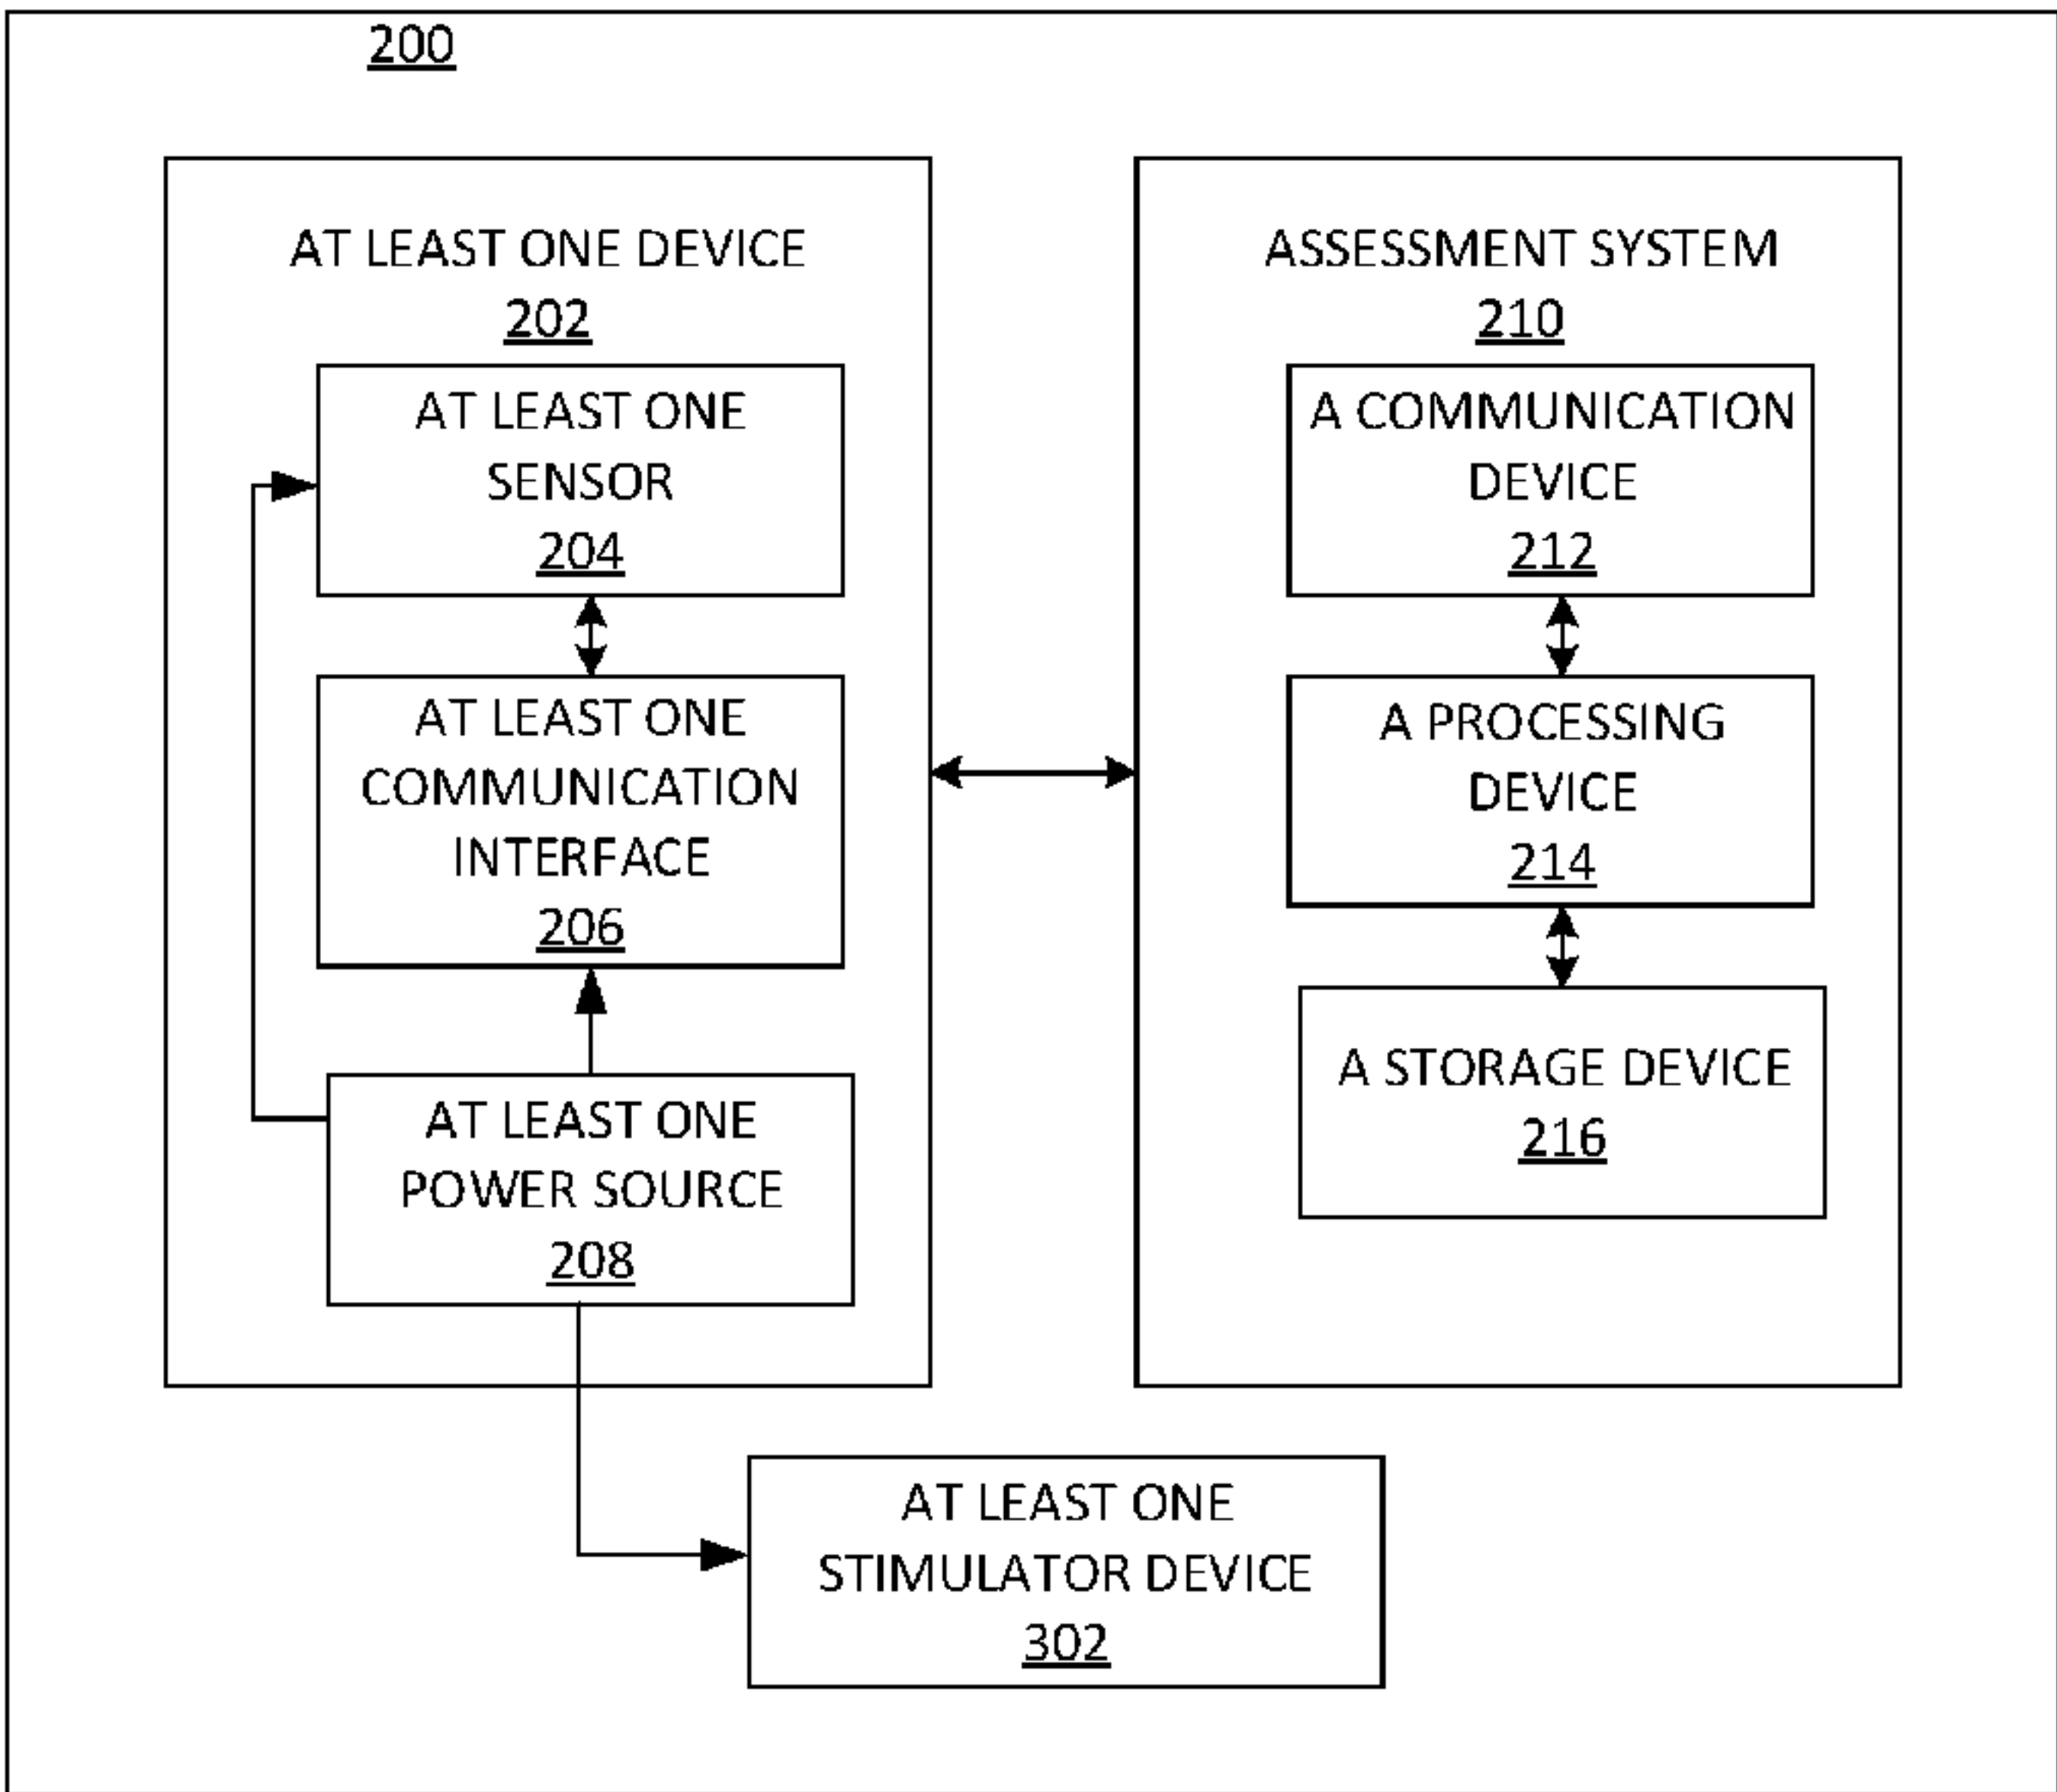 200
AT LEAST ONE DEVICE
202
AT LEAST ONE
SENSOR
204
AT LEAST ONE
COMMUNICATION
INTERFACE
206
AT LEAST ONE
POWER SOURCE
208
ASSESSMENT SYSTEM
210
A COMMUNICATION
DEVICE
212
A PROCESSING
DEVICE
214
A STORAGE DEVICE
216
AT LEAST ONE
STIMULATOR DEVICE
302